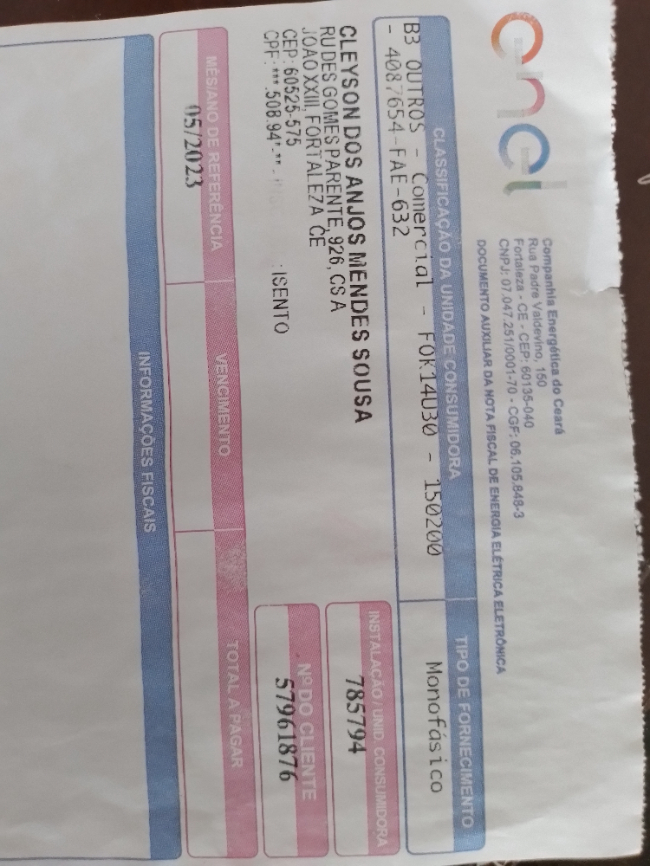 enel
Companhia Energética do Ceará
Rua Padre Valdevino, 150
Fortaleza - CE - CEP: 60135-040
CNPJ: 07.047.251/0001-70 - CGF: 06.105.848-3
DOCUMENTO AUXILIAR DA NOTA FISCAL DE ENERGIA ELÉTRICA ELETRÔNICA
CLASSIFICAÇÃO DA UNIDADE CONSUMIDORA
B3 OUTROS - Comercial - FOK14U30 - 150200
- 4087654-FAE-632
TIPO DE FORNECIMENTO
Monofásico
CLEYSON DOS ANJOS MENDES SOUSA
RU DES GOMES PARENTE, 926, CS A
JOAO XXIII, FORTALEZA CE
CEP: 60525-575
CPF: ***.508.94*-** - : ISENTO
INSTALAÇÃO / UNID. CONSUMIDORA
785794
Nº DO CLIENTE
57961876
MÊS/ANO DE REFERÊNCIA
05/2023
VENCIMENTO
TOTAL A PAGAR
INFORMAÇÕES FISCAIS